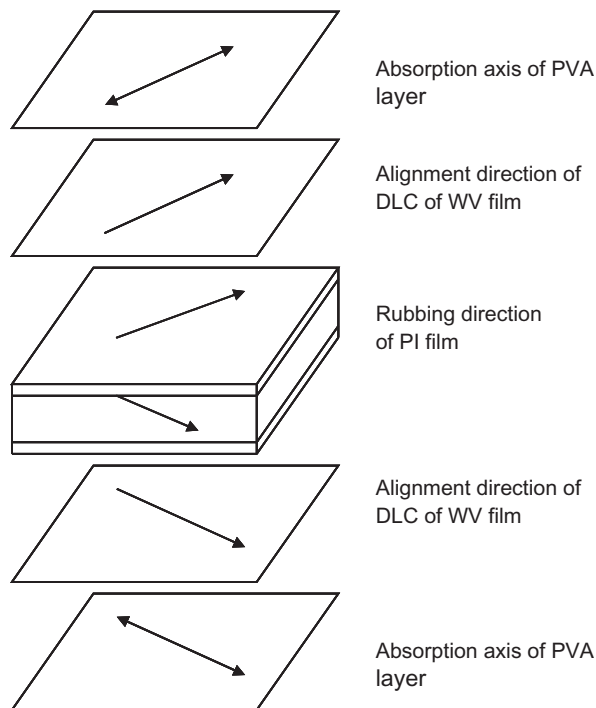 Absorption axis of PVA
layer
Alignment direction of
DLC of WV film
Rubbing direction
of PI film
Alignment direction of
DLC of WV film
Absorption axis of PVA
layer